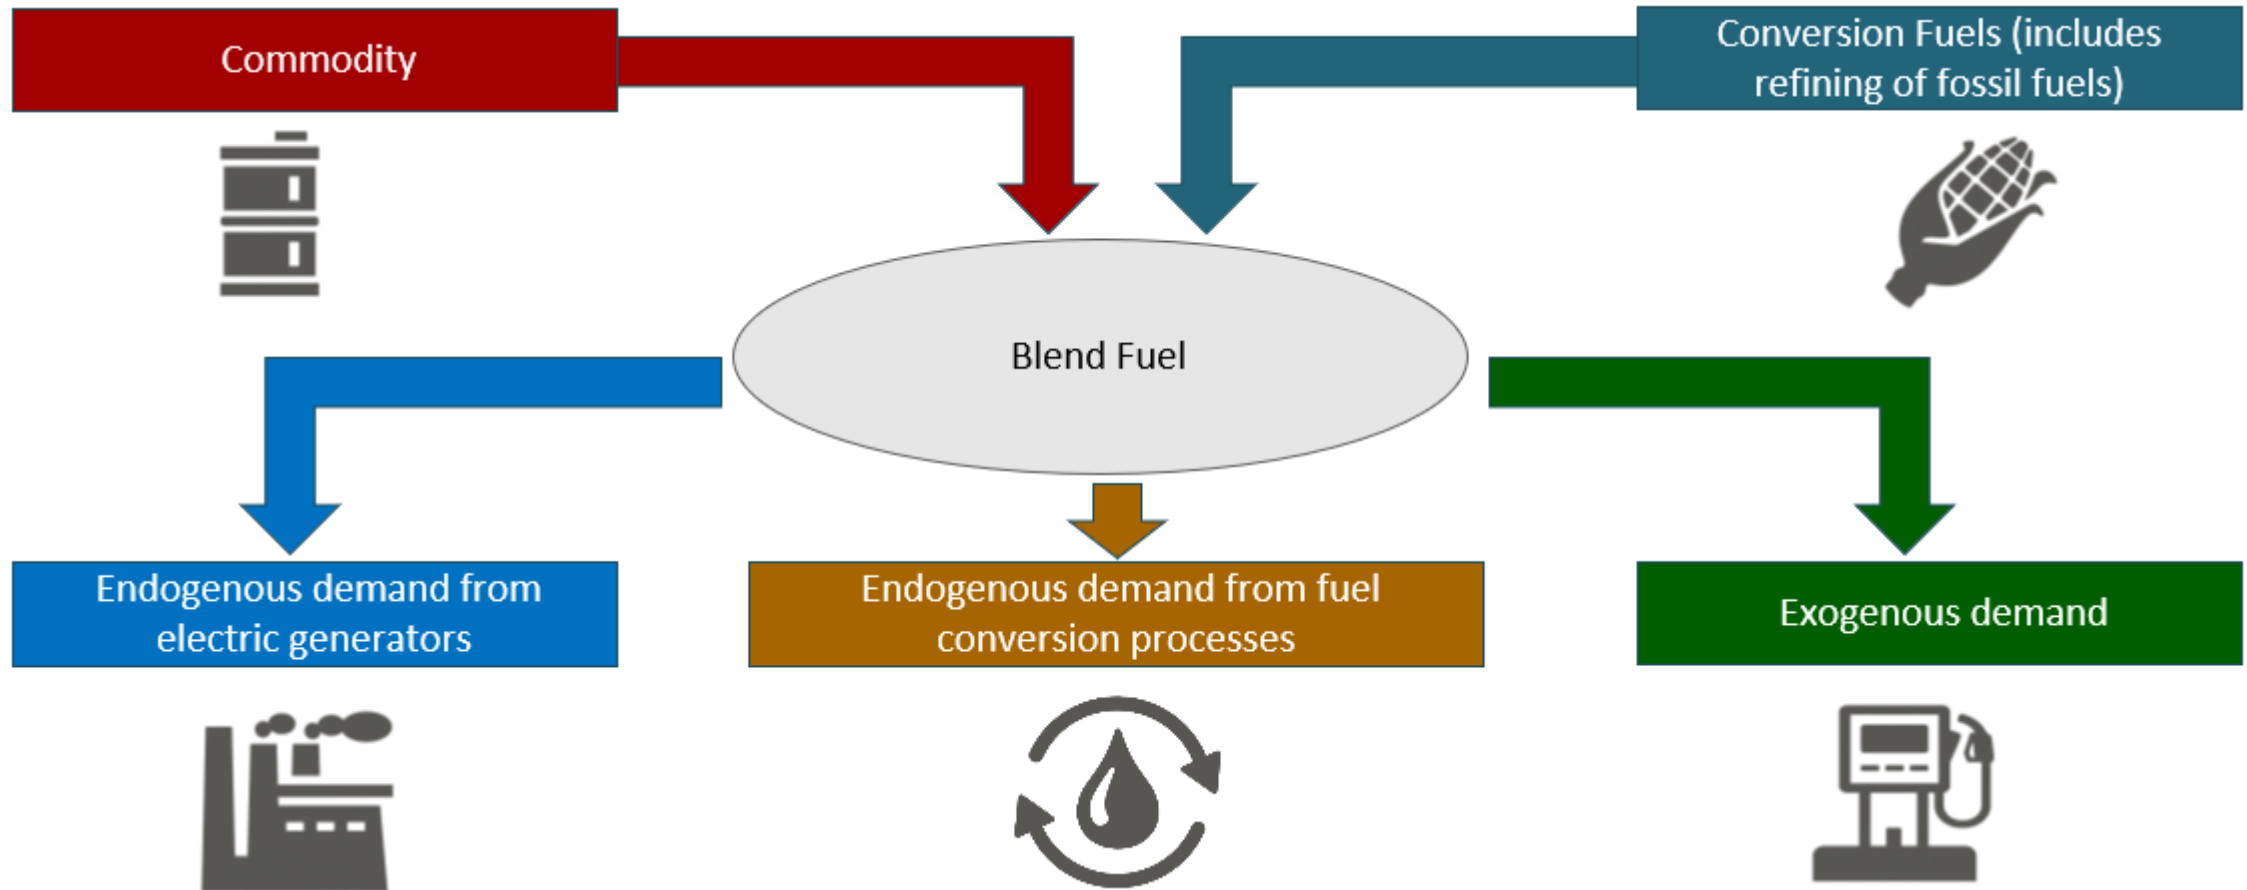 Commodity
Conversion Fuels (includes
refining of fossil fuels)
Blend Fuel
Endogenous demand from
electric generators
Endogenous demand from fuel
conversion processes
Exogenous demand